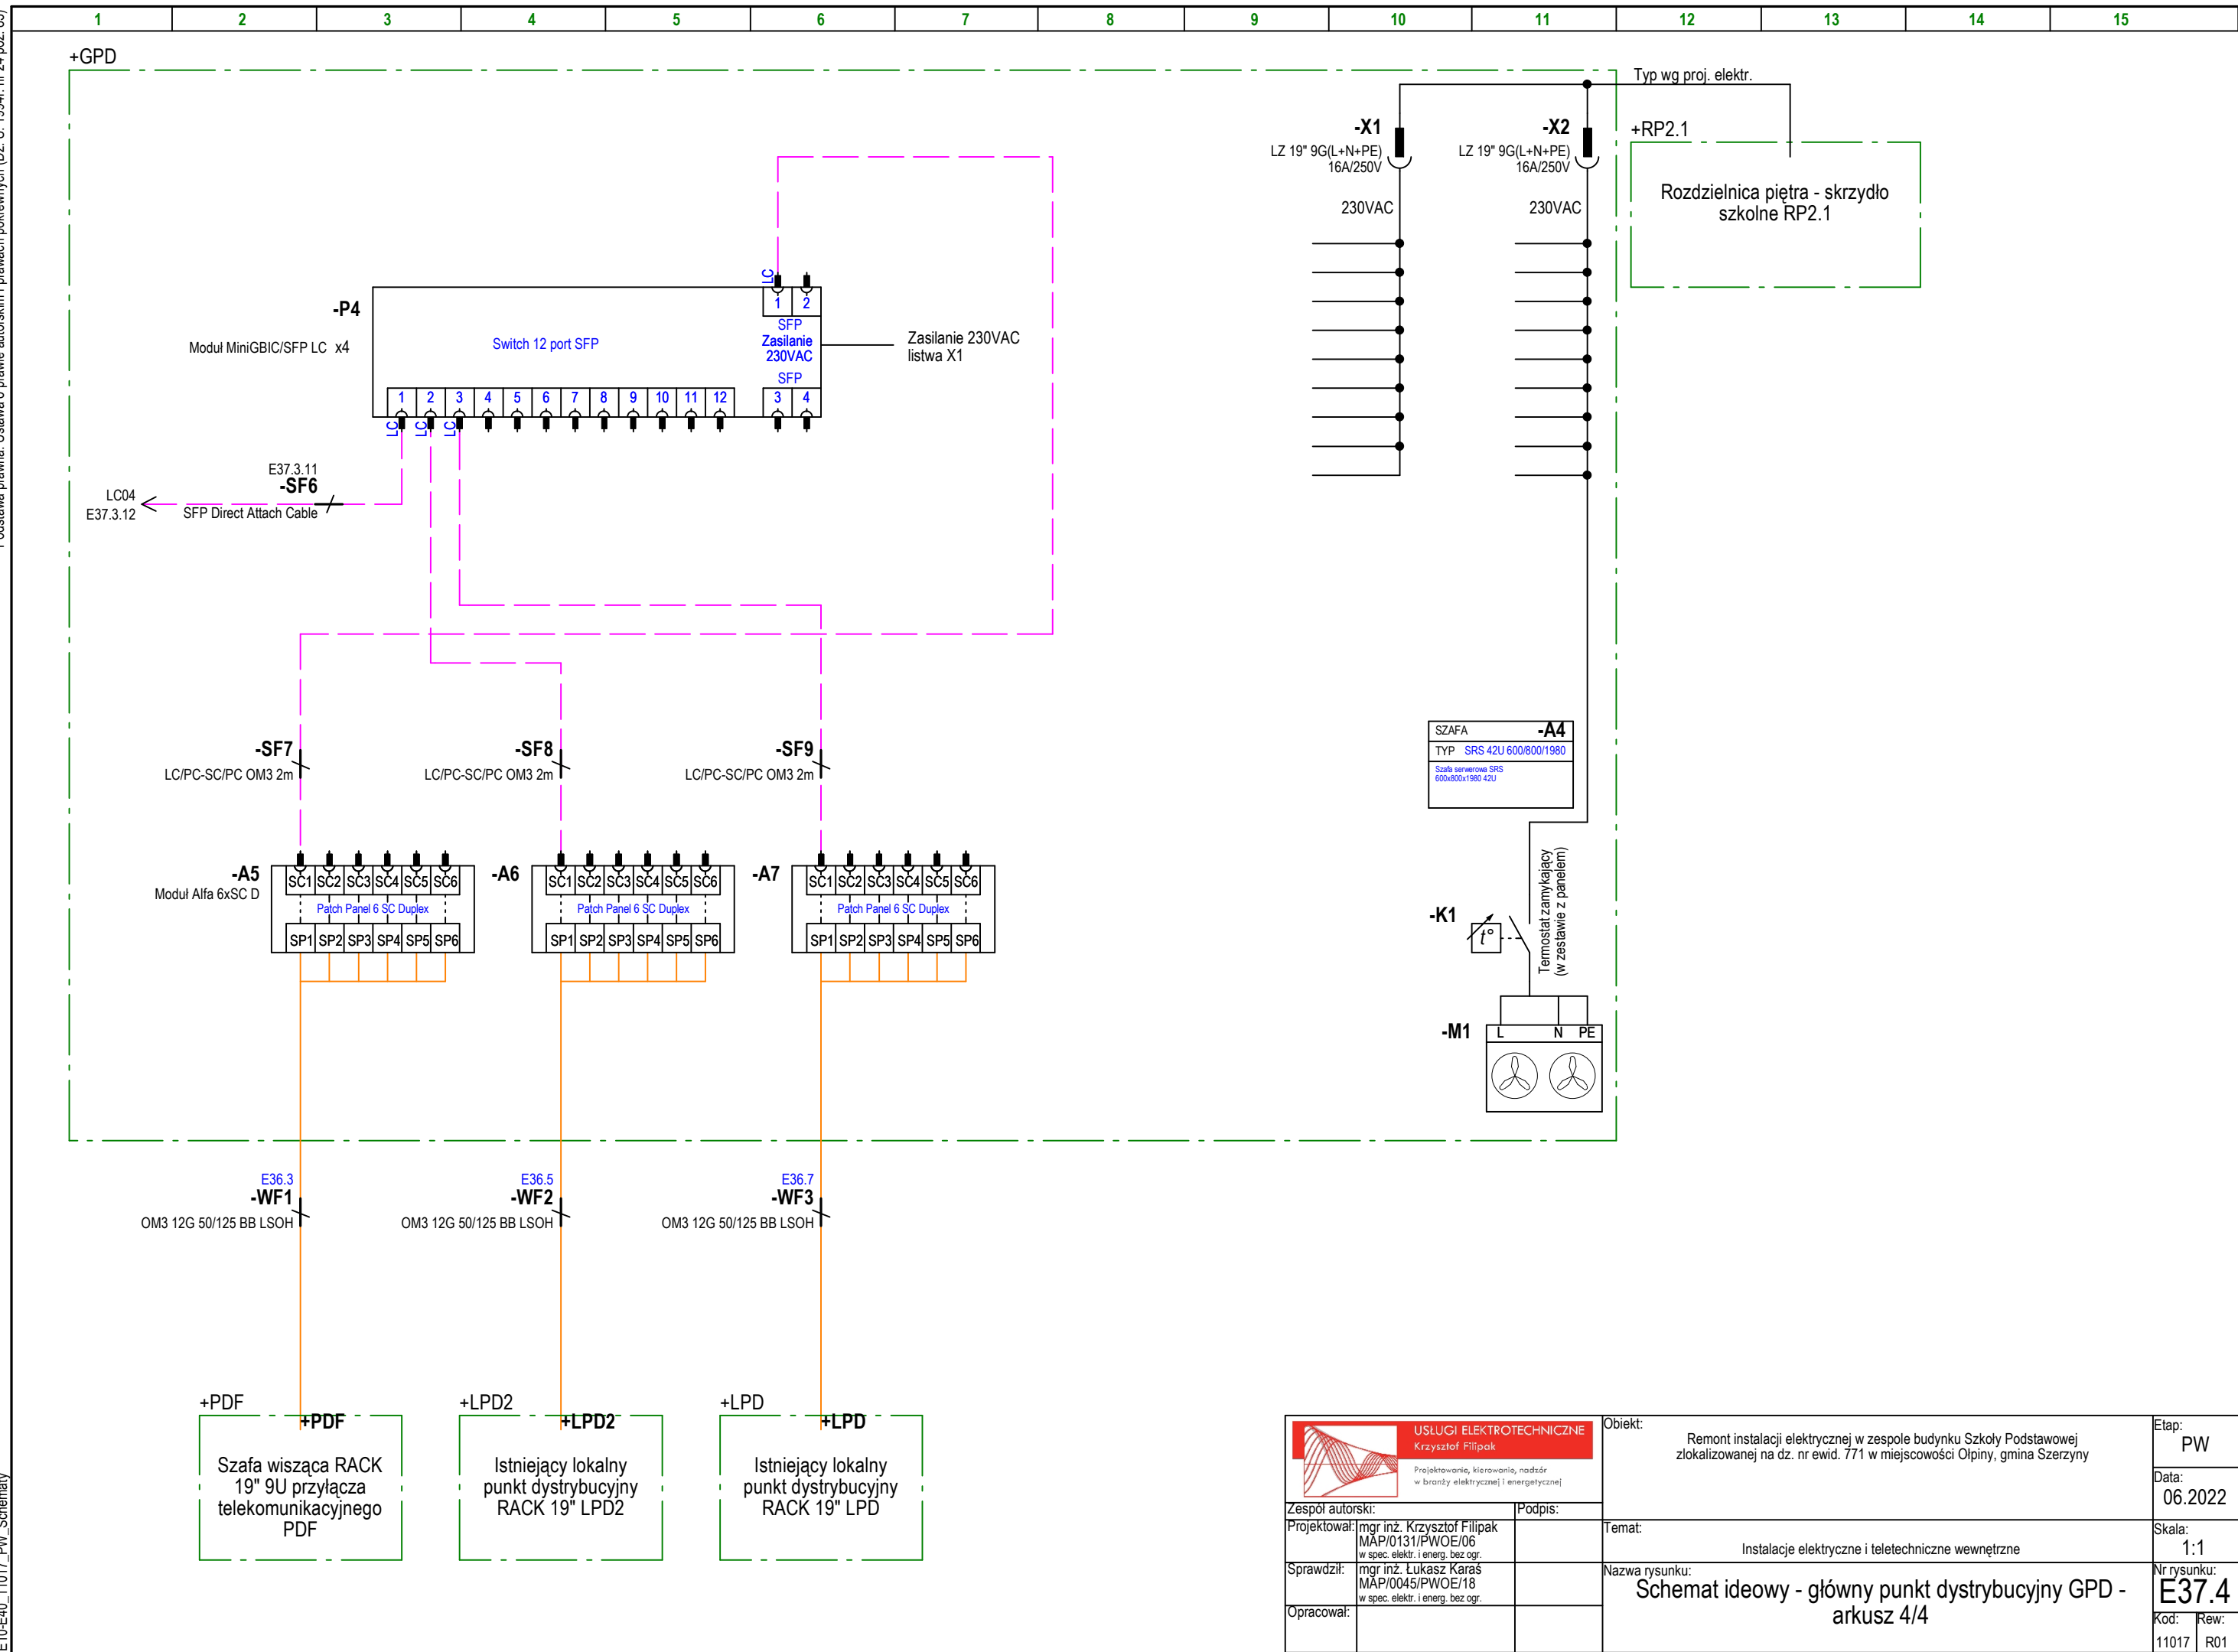 1 2 3 4 5 6 7 8 9 10 11 12 13 14 15
+GPD
Typ wg proj. elektr.
-X1
LZ 19" 9G(L+N+PE)
16A/250V
230VAC
-X2
LZ 19" 9G(L+N+PE)
16A/250V
230VAC
+RP2.1
Rozdzielnica piętra - skrzydło
szkolne RP2.1
-P4
Moduł MiniGBIC/SFP LC x4
Switch 12 port SFP
LC
1 2
SFP
Zasilanie
230VAC
SFP
3 4
Zasilanie 230VAC
listwa X1
1 2 3 4 5 6 7 8 9 10 11 12
LC LC LC
E37.3.11
-SF6
SFP Direct Attach Cable
LC04
E37.3.12
-SF7
LC/PC-SC/PC OM3 2m
-SF8
LC/PC-SC/PC OM3 2m
-SF9
LC/PC-SC/PC OM3 2m
SZAFA -A4
TYP SRS 42U 600/800/1980
Szafa serwerowa SRS
600x800x1980 42U
-A5
Moduł Alfa 6xSC D
SC1 SC2 SC3 SC4 SC5 SC6
Patch Panel 6 SC Duplex
SP1 SP2 SP3 SP4 SP5 SP6
-A6
SC1 SC2 SC3 SC4 SC5 SC6
Patch Panel 6 SC Duplex
SP1 SP2 SP3 SP4 SP5 SP6
-A7
SC1 SC2 SC3 SC4 SC5 SC6
Patch Panel 6 SC Duplex
SP1 SP2 SP3 SP4 SP5 SP6
-K1
t°
Termostat zamykający
(w zestawie z panelem)
-M1
L N PE
E36.3
-WF1
OM3 12G 50/125 BB LSOH
E36.5
-WF2
OM3 12G 50/125 BB LSOH
E36.7
-WF3
OM3 12G 50/125 BB LSOH
+PDF
+PDF
Szafa wisząca RACK
19" 9U przyłącza
telekomunikacyjnego
PDF
+LPD2
+LPD2
Istniejący lokalny
punkt dystrybucyjny
RACK 19" LPD2
+LPD
+LPD
Istniejący lokalny
punkt dystrybucyjny
RACK 19" LPD
USŁUGI ELEKTROTECHNICZNE
Krzysztof Filipak
Projektowanie, kierowanie, nadzór
w branży elektrycznej i energetycznej
Zespół autorski: Podpis:
Projektował: mgr inż. Krzysztof Filipak
MAP/0131/PWOE/06
w spec. elektr. i energ. bez ogr.
Sprawdził: mgr inż. Łukasz Karaś
MAP/0045/PWOE/18
w spec. elektr. i energ. bez ogr.
Opracował:
Obiekt:
Remont instalacji elektrycznej w zespole budynku Szkoły Podstawowej
zlokalizowanej na dz. nr ewid. 771 w miejscowości Ołpiny, gmina Szerzyny
Temat:
Instalacje elektryczne i teletechniczne wewnętrzne
Nazwa rysunku:
Schemat ideowy - główny punkt dystrybucyjny GPD -
arkusz 4/4
Etap:
PW
Data:
06.2022
Skala:
1:1
Nr rysunku:
E37.4
Kod: Rew:
11017 R01
E10-E40_11017_PW_Schematy